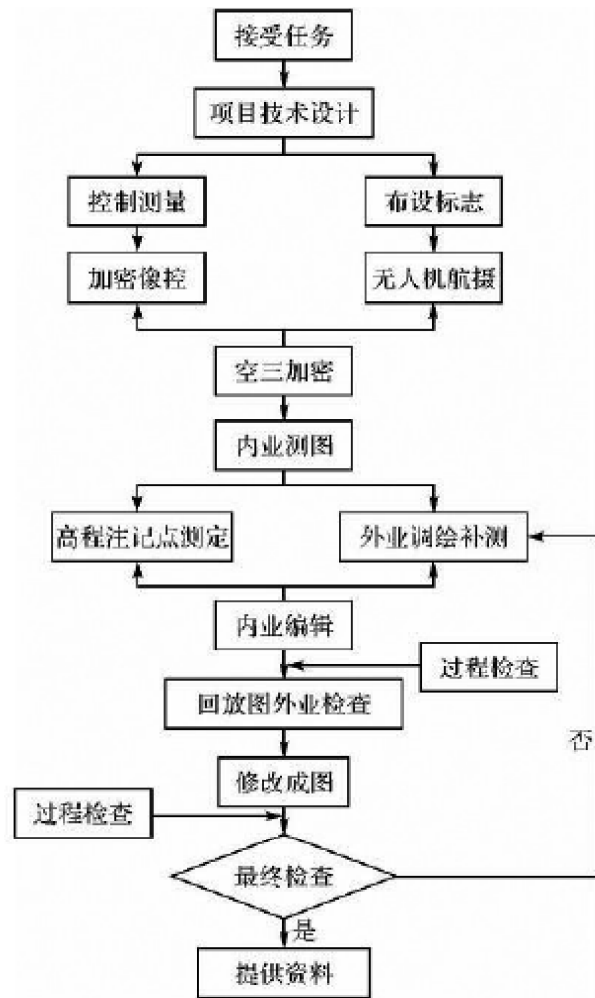 接受任务
项目技术设计
控制测量
布设标志
加密像控
无人机航摄
空三加密
内业测图
高程注记点测定
外业调绘补测
内业编辑
过程检查
回放图外业检查
否
修改成图
过程检查
最终检查
是
提供资料